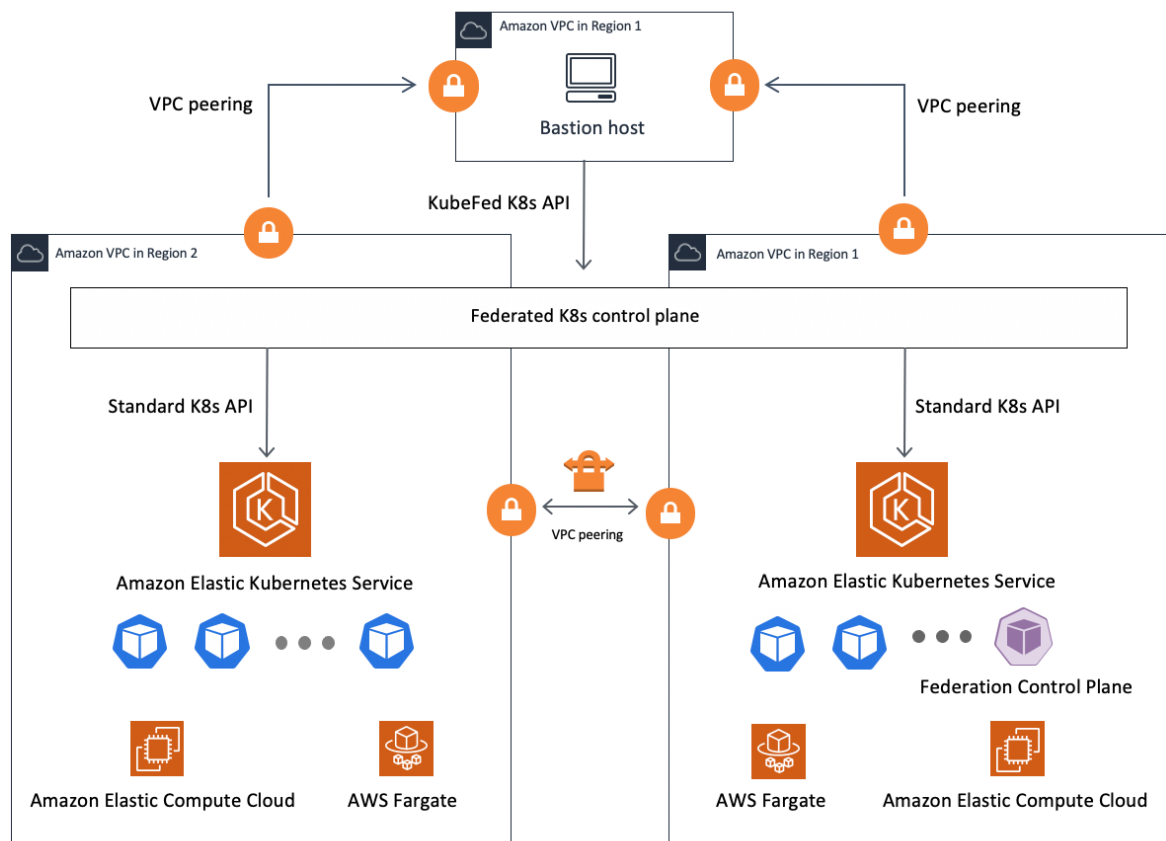 Amazon VPC in Region 1
Bastion host
VPC peering
VPC peering
KubeFed K8s API
Amazon VPC in Region 2
Amazon VPC in Region 1
Federated K8s control plane
Standard K8s API
Standard K8s API
K
K
VPC peering
Amazon Elastic Kubernetes Service
Amazon Elastic Kubernetes Service
Federation Control Plane
Amazon Elastic Compute Cloud
AWS Fargate
AWS Fargate
Amazon Elastic Compute Cloud